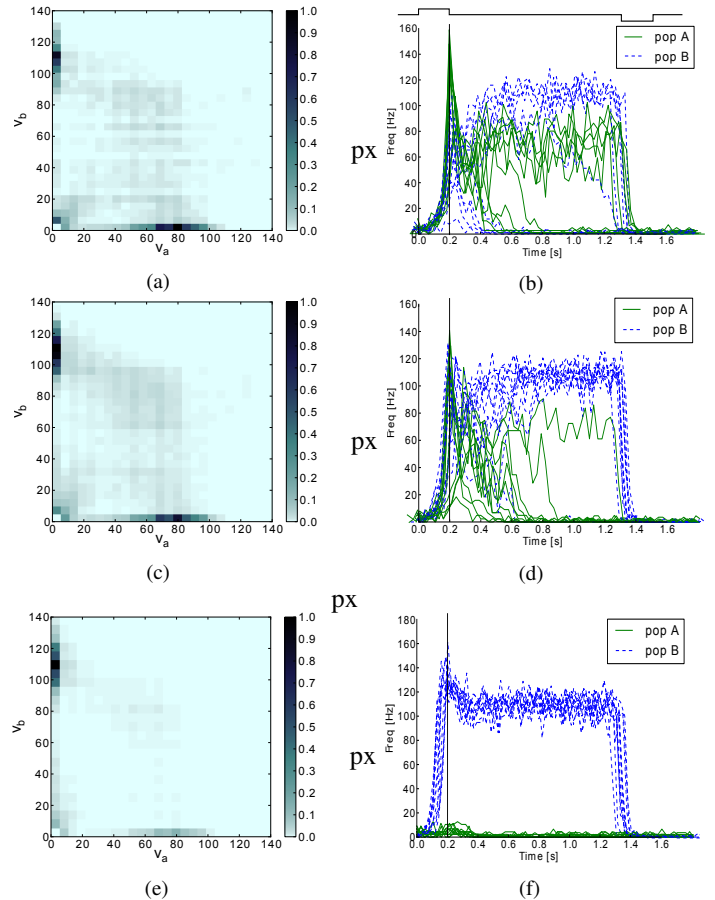 140
120
100
80
60
40
20
0
v_b
0 20 40 60 80 100 120 140
v_a
1.0
0.9
0.8
0.7
0.6
0.5
0.4
0.3
0.2
0.1
0.0
(a)
px
160
140
120
100
80
60
40
20
Freq [Hz]
0.0 0.2 0.4 0.6 0.8 1.0 1.2 1.4 1.6
Time [s]
pop A
pop B
(b)
140
120
100
80
60
40
20
0
v_b
0 20 40 60 80 100 120 140
v_a
1.0
0.9
0.8
0.7
0.6
0.5
0.4
0.3
0.2
0.1
0.0
(c)
px
160
140
120
100
80
60
40
20
Freq [Hz]
0.0 0.2 0.4 0.6 0.8 1.0 1.2 1.4 1.6
Time [s]
pop A
pop B
(d)
px
140
120
100
80
60
40
20
0
v_b
0 20 40 60 80 100 120 140
v_a
1.0
0.9
0.8
0.7
0.6
0.5
0.4
0.3
0.2
0.1
0.0
(e)
px
180
160
140
120
100
80
60
40
20
Freq [Hz]
0.0 0.2 0.4 0.6 0.8 1.0 1.2 1.4 1.6
Time [s]
pop A
pop B
(f)